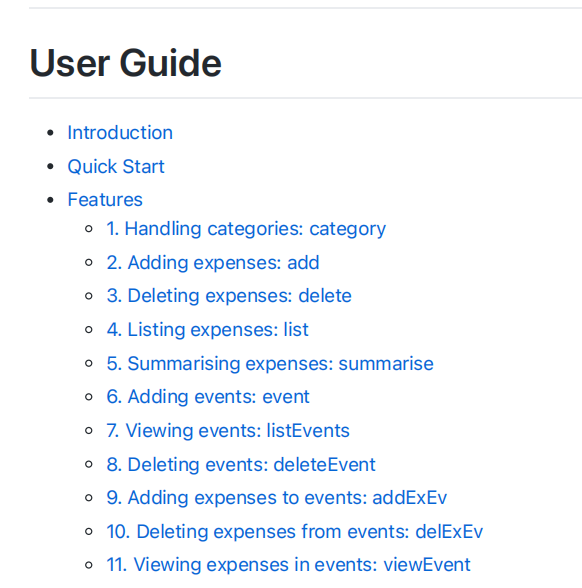 User Guide
Introduction
Quick Start
Features
1. Handling categories: category
2. Adding expenses: add
3. Deleting expenses: delete
4. Listing expenses: list
5. Summarising expenses: summarise
6. Adding events: event
7. Viewing events: listEvents
8. Deleting events: deleteEvent
9. Adding expenses to events: addExEv
10. Deleting expenses from events: delExEv
11. Viewing expenses in events: viewEvent